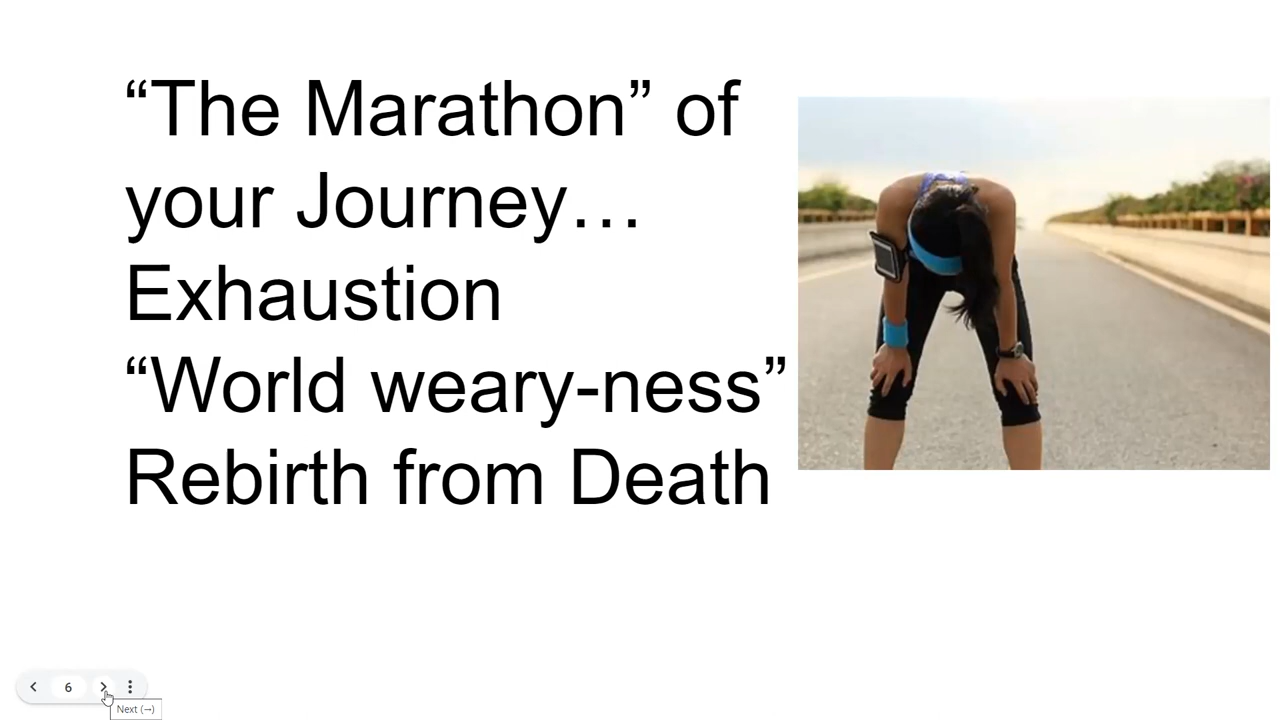 “The Marathon” of
your Journey…
Exhaustion
“World weary-ness”
Rebirth from Death
6
Next (→)